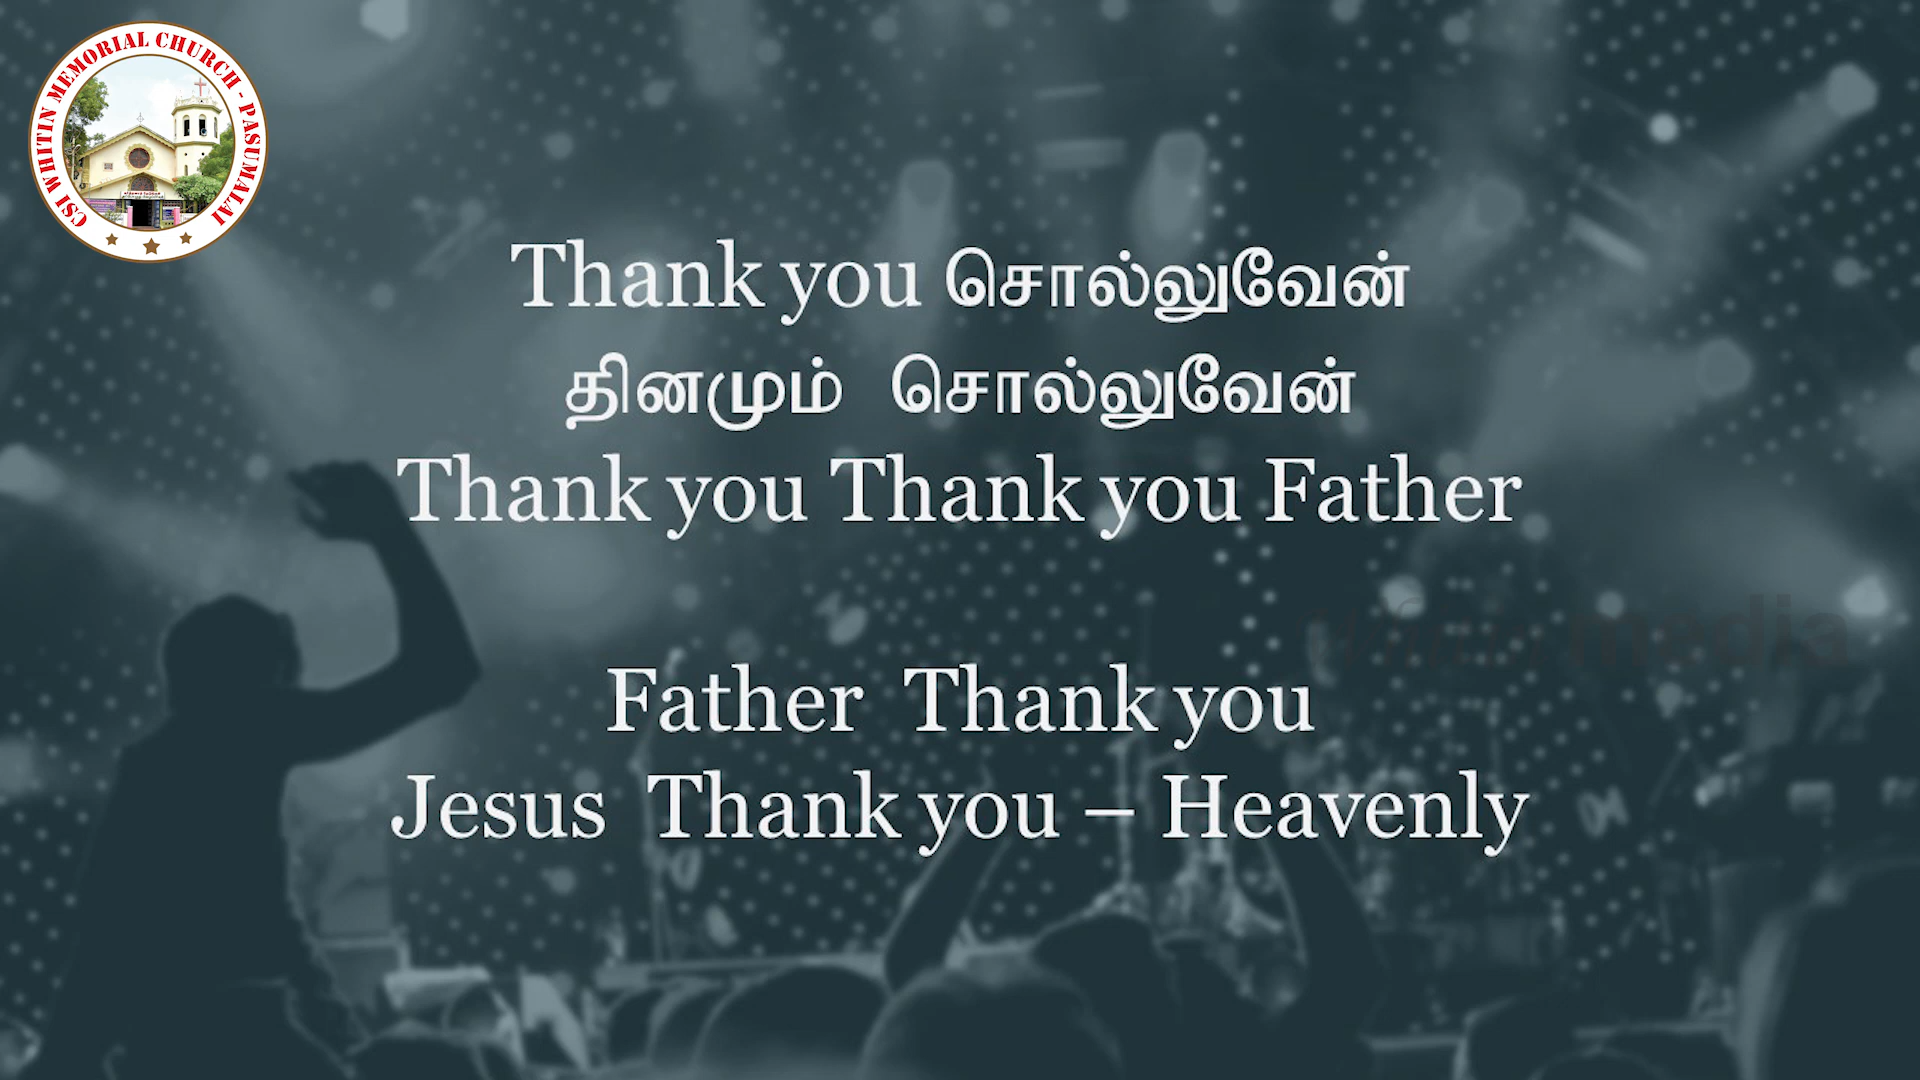 CSI WHITIN MEMORIAL CHURCH - PASUMALAI
Thank you சொல்லுவேன்
தினமும் சொல்லுவேன்
Thank you Thank you Father
Father Thank you
Jesus Thank you – Heavenly
media